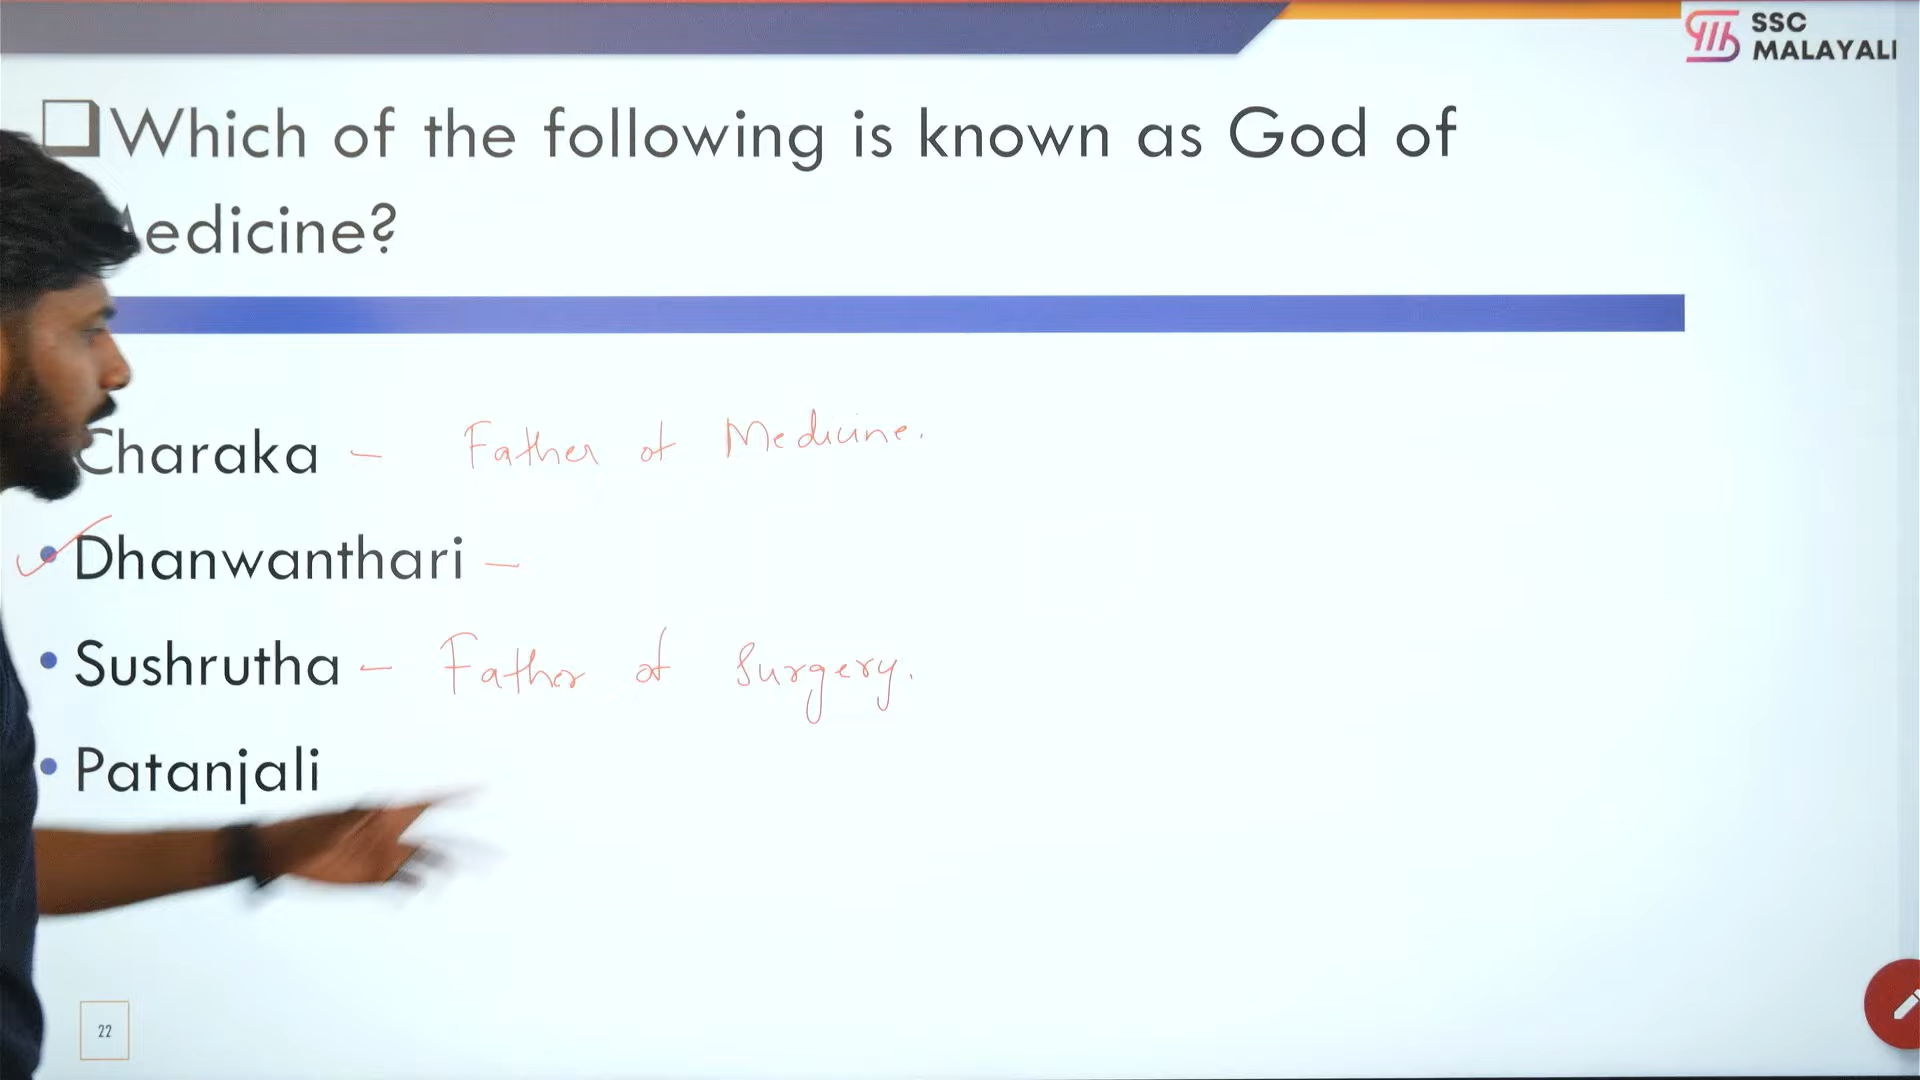 SSC
MALAYALI
Which of the following is known as God of
Medicine?
Charaka – Father of Medicine.
• Dhanwanthari –
• Sushrutha – Father of Surgery.
• Patanjali
22